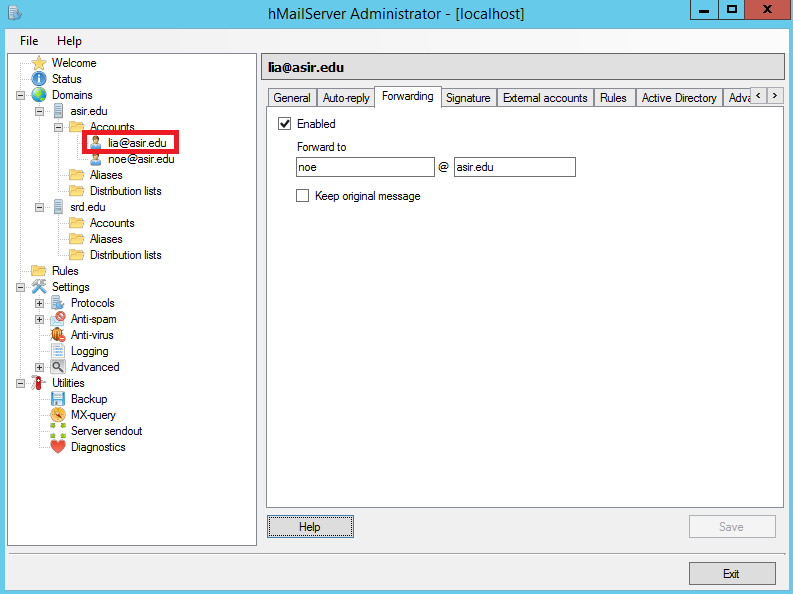 hMailServer Administrator - [localhost]
File Help
Welcome
Status
Domains
asir.edu
Accounts
lia@asir.edu
noe@asir.edu
Aliases
Distribution lists
srd.edu
Accounts
Aliases
Distribution lists
Rules
Settings
Protocols
Anti-spam
Anti-virus
Logging
Advanced
Utilities
Backup
MX-query
Server sendout
Diagnostics
lia@asir.edu
General Auto-reply Forwarding Signature External accounts Rules Active Directory Adva
Enabled
Forward to
noe @ asir.edu
Keep original message
Help Save
Exit